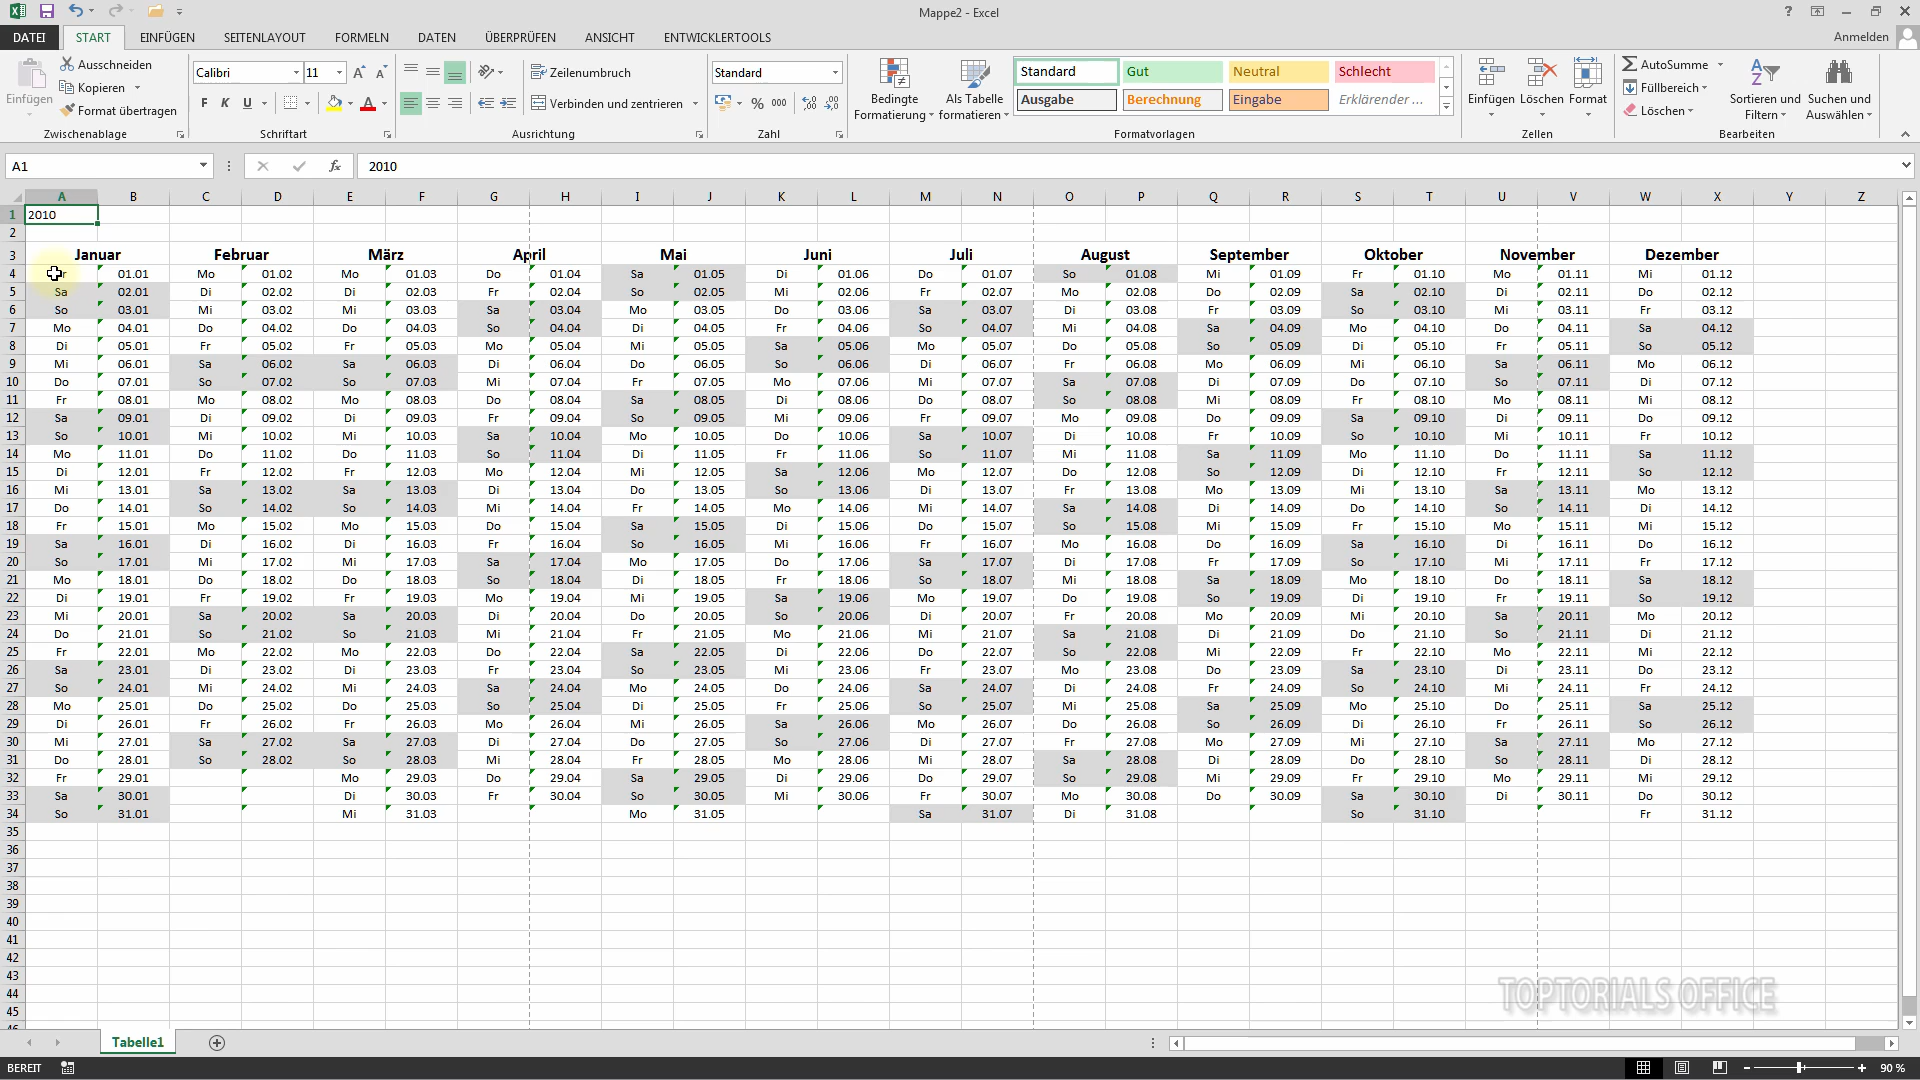 Mappe2 - Excel
DATEI START EINFÜGEN SEITENLAYOUT FORMELN DATEN ÜBERPRÜFEN ANSICHT ENTWICKLERTOOLS Anmelden
Einfügen
Ausschneiden
Kopieren
Format übertragen
Zwischenablage
Calibri 11
F K U
Schriftart
Zeilenumbruch
Verbinden und zentrieren
Ausrichtung
Standard
% 000
Zahl
Bedingte Formatierung
Als Tabelle formatieren
Standard Gut Neutral Schlecht
Ausgabe Berechnung Eingabe Erklärender ...
Formatvorlagen
Einfügen Löschen Format
Zellen
AutoSumme
Füllbereich
Löschen
Sortieren und Filtern
Suchen und Auswählen
Bearbeiten
A1 fx 2010
A B C D E F G H I J K L M N O P Q R S T U V W X Y Z
1 2010
2
3 Januar Februar März April Mai Juni Juli August September Oktober November Dezember
4 01.01 Mo 01.02 Mo 01.03 Do 01.04 Sa 01.05 Di 01.06 Do 01.07 So 01.08 Mi 01.09 Fr 01.10 Mo 01.11 Mi 01.12
5 Sa 02.01 Di 02.02 Di 02.03 Fr 02.04 So 02.05 Mi 02.06 Fr 02.07 Mo 02.08 Do 02.09 Sa 02.10 Di 02.11 Do 02.12
6 So 03.01 Mi 03.02 Mi 03.03 Sa 03.04 Mo 03.05 Do 03.06 Sa 03.07 Di 03.08 Fr 03.09 So 03.10 Mi 03.11 Fr 03.12
7 Mo 04.01 Do 04.02 Do 04.03 So 04.04 Di 04.05 Fr 04.06 So 04.07 Mi 04.08 Sa 04.09 Mo 04.10 Do 04.11 Sa 04.12
8 Di 05.01 Fr 05.02 Fr 05.03 Mo 05.04 Mi 05.05 Sa 05.06 Mo 05.07 Do 05.08 So 05.09 Di 05.10 Fr 05.11 So 05.12
9 Mi 06.01 Sa 06.02 Sa 06.03 Di 06.04 Do 06.05 So 06.06 Di 06.07 Fr 06.08 Mo 06.09 Mi 06.10 Sa 06.11 Mo 06.12
10 Do 07.01 So 07.02 So 07.03 Mi 07.04 Fr 07.05 Mo 07.06 Mi 07.07 Sa 07.08 Di 07.09 Do 07.10 So 07.11 Di 07.12
11 Fr 08.01 Mo 08.02 Mo 08.03 Do 08.04 Sa 08.05 Di 08.06 Do 08.07 So 08.08 Mi 08.09 Fr 08.10 Mo 08.11 Mi 08.12
12 Sa 09.01 Di 09.02 Di 09.03 Fr 09.04 So 09.05 Mi 09.06 Fr 09.07 Mo 09.08 Do 09.09 Sa 09.10 Di 09.11 Do 09.12
13 So 10.01 Mi 10.02 Mi 10.03 Sa 10.04 Mo 10.05 Do 10.06 Sa 10.07 Di 10.08 Fr 10.09 So 10.10 Mi 10.11 Fr 10.12
14 Mo 11.01 Do 11.02 Do 11.03 So 11.04 Di 11.05 Fr 11.06 So 11.07 Mi 11.08 Sa 11.09 Mo 11.10 Do 11.11 Sa 11.12
15 Di 12.01 Fr 12.02 Fr 12.03 Mo 12.04 Mi 12.05 Sa 12.06 Mo 12.07 Do 12.08 So 12.09 Di 12.10 Fr 12.11 So 12.12
16 Mi 13.01 Sa 13.02 Sa 13.03 Di 13.04 Do 13.05 So 13.06 Di 13.07 Fr 13.08 Mo 13.09 Mi 13.10 Sa 13.11 Mo 13.12
17 Do 14.01 So 14.02 So 14.03 Mi 14.04 Fr 14.05 Mo 14.06 Mi 14.07 Sa 14.08 Di 14.09 Do 14.10 So 14.11 Di 14.12
18 Fr 15.01 Mo 15.02 Mo 15.03 Do 15.04 Sa 15.05 Di 15.06 Do 15.07 So 15.08 Mi 15.09 Fr 15.10 Mo 15.11 Mi 15.12
19 Sa 16.01 Di 16.02 Di 16.03 Fr 16.04 So 16.05 Mi 16.06 Fr 16.07 Mo 16.08 Do 16.09 Sa 16.10 Di 16.11 Do 16.12
20 So 17.01 Mi 17.02 Mi 17.03 Sa 17.04 Mo 17.05 Do 17.06 Sa 17.07 Di 17.08 Fr 17.09 So 17.10 Mi 17.11 Fr 17.12
21 Mo 18.01 Do 18.02 Do 18.03 So 18.04 Di 18.05 Fr 18.06 So 18.07 Mi 18.08 Sa 18.09 Mo 18.10 Do 18.11 Sa 18.12
22 Di 19.01 Fr 19.02 Fr 19.03 Mo 19.04 Mi 19.05 Sa 19.06 Mo 19.07 Do 19.08 So 19.09 Di 19.10 Fr 19.11 So 19.12
23 Mi 20.01 Sa 20.02 Sa 20.03 Di 20.04 Do 20.05 So 20.06 Di 20.07 Fr 20.08 Mo 20.09 Mi 20.10 Sa 20.11 Mo 20.12
24 Do 21.01 So 21.02 So 21.03 Mi 21.04 Fr 21.05 Mo 21.06 Mi 21.07 Sa 21.08 Di 21.09 Do 21.10 So 21.11 Di 21.12
25 Fr 22.01 Mo 22.02 Mo 22.03 Do 22.04 Sa 22.05 Di 22.06 Do 22.07 So 22.08 Mi 22.09 Fr 22.10 Mo 22.11 Mi 22.12
26 Sa 23.01 Di 23.02 Di 23.03 Fr 23.04 So 23.05 Mi 23.06 Fr 23.07 Mo 23.08 Do 23.09 Sa 23.10 Di 23.11 Do 23.12
27 So 24.01 Mi 24.02 Mi 24.03 Sa 24.04 Mo 24.05 Do 24.06 Sa 24.07 Di 24.08 Fr 24.09 So 24.10 Mi 24.11 Fr 24.12
28 Mo 25.01 Do 25.02 Do 25.03 So 25.04 Di 25.05 Fr 25.06 So 25.07 Mi 25.08 Sa 25.09 Mo 25.10 Do 25.11 Sa 25.12
29 Di 26.01 Fr 26.02 Fr 26.03 Mo 26.04 Mi 26.05 Sa 26.06 Mo 26.07 Do 26.08 So 26.09 Di 26.10 Fr 26.11 So 26.12
30 Mi 27.01 Sa 27.02 Sa 27.03 Di 27.04 Do 27.05 So 27.06 Di 27.07 Fr 27.08 Mo 27.09 Mi 27.10 Sa 27.11 Mo 27.12
31 Do 28.01 So 28.02 So 28.03 Mi 28.04 Fr 28.05 Mo 28.06 Mi 28.07 Sa 28.08 Di 28.09 Do 28.10 So 28.11 Di 28.12
32 Fr 29.01 Mo 29.03 Do 29.04 Sa 29.05 Di 29.06 Do 29.07 So 29.08 Mi 29.09 Fr 29.10 Mo 29.11 Mi 29.12
33 Sa 30.01 Di 30.03 Fr 30.04 So 30.05 Mi 30.06 Fr 30.07 Mo 30.08 Do 30.09 Sa 30.10 Di 30.11 Do 30.12
34 So 31.01 Mi 31.03 Mo 31.05 Sa 31.07 Di 31.08 So 31.10 Fr 31.12
35
36
37
38
39
40
41
42
43
44
45
TOPTORIALS OFFICE
Tabelle1
BEREIT 90 %